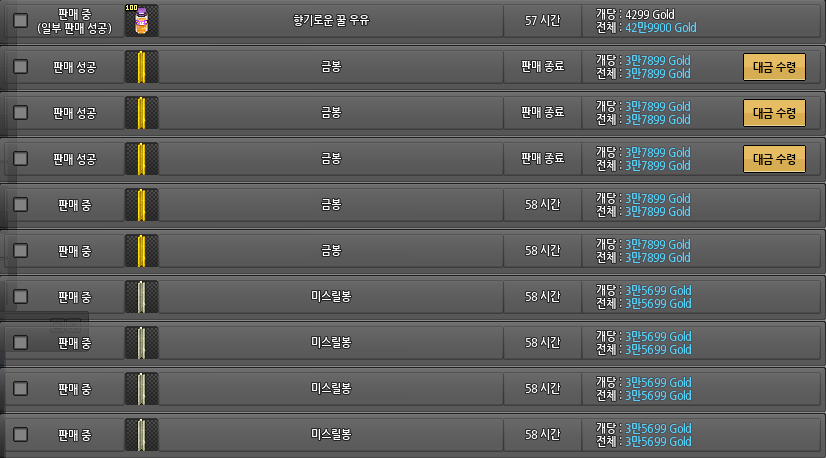 판매 중
(일부 판매 성공)
100
향기로운 꿀 우유
57 시간
개당 : 4299 Gold
전체 : 42만9900 Gold
판매 성공
금봉
판매 종료
개당 : 3만7899 Gold
전체 : 3만7899 Gold
대금 수령
판매 성공
금봉
판매 종료
개당 : 3만7899 Gold
전체 : 3만7899 Gold
대금 수령
판매 성공
금봉
판매 종료
개당 : 3만7899 Gold
전체 : 3만7899 Gold
대금 수령
판매 중
금봉
58 시간
개당 : 3만7899 Gold
전체 : 3만7899 Gold
판매 중
금봉
58 시간
개당 : 3만7899 Gold
전체 : 3만7899 Gold
판매 중
미스릴봉
58 시간
개당 : 3만5699 Gold
전체 : 3만5699 Gold
판매 중
미스릴봉
58 시간
개당 : 3만5699 Gold
전체 : 3만5699 Gold
판매 중
미스릴봉
58 시간
개당 : 3만5699 Gold
전체 : 3만5699 Gold
판매 중
미스릴봉
58 시간
개당 : 3만5699 Gold
전체 : 3만5699 Gold